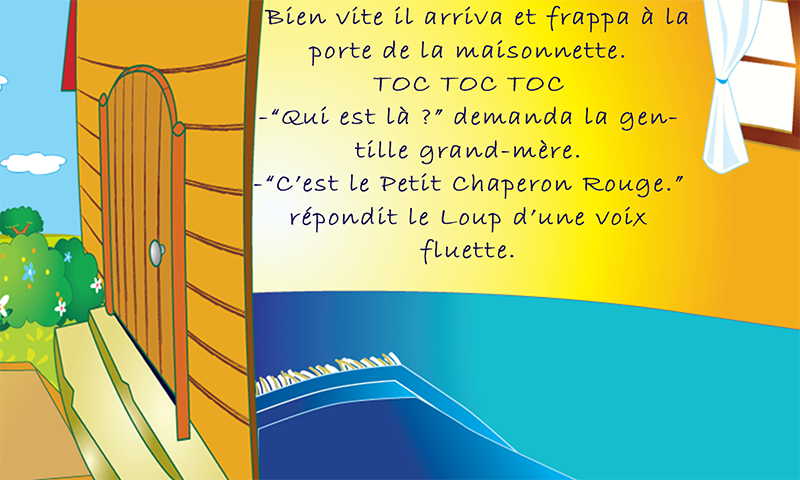 Bien vite il arriva et frappa à la
porte de la maisonnette.
TOC TOC TOC
-“Qui est là ?” demanda la gen-
tille grand-mère.
-“C’est le Petit Chaperon Rouge.”
répondit le Loup d’une voix
fluette.